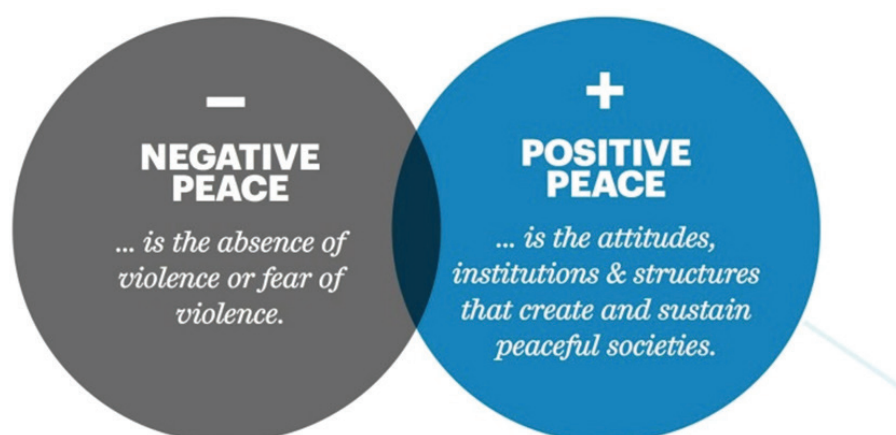 −
NEGATIVE
PEACE
... is the absence of
violence or fear of
violence.
+
POSITIVE
PEACE
... is the attitudes,
institutions & structures
that create and sustain
peaceful societies.